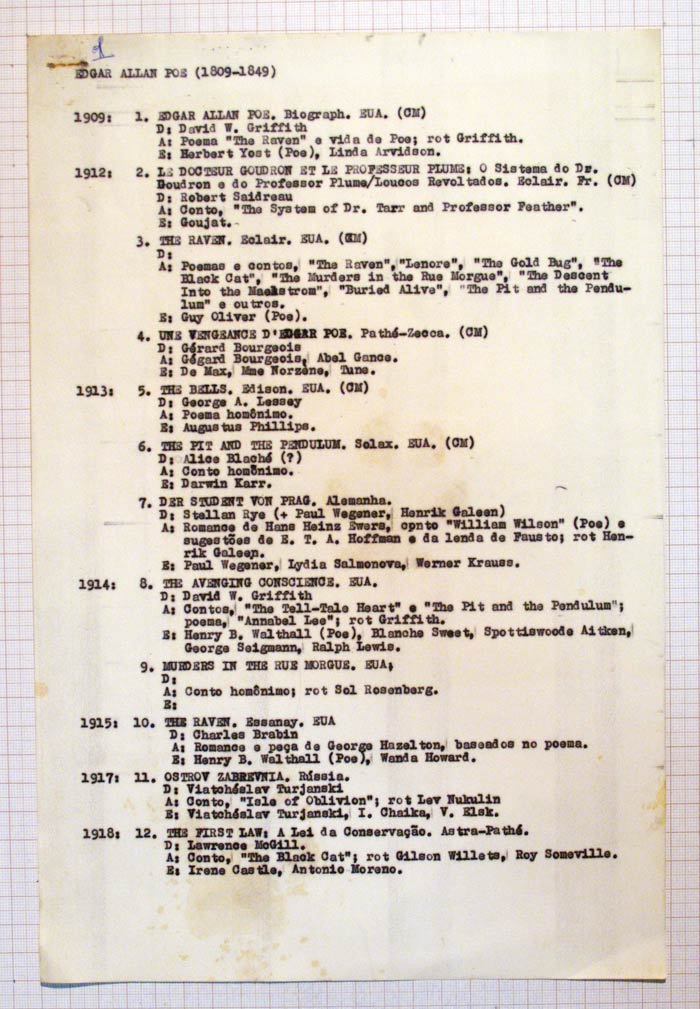 1
EDGAR ALLAN POE (1809-1849)
1909: 1. EDGAR ALLAN POE. Biograph. EUA. (CM)
D: David W. Griffith
A: Poema "The Raven" e vida de Poe; rot Griffith.
E: Herbert Yost (Poe), Linda Arvidson.
1912: 2. LE DOCTEUR GOUDRON ET LE PROFESSEUR PLUME: O Sistema do Dr.
Goudron e do Professor Plume/Loucos Revoltados. Eclair. Fr. (CM)
D: Robert Saidreau
A: Conto, "The System of Dr. Tarr and Professor Feather".
E: Goujat.
3. THE RAVEN. Eclair. EUA. (CM)
D:
A: Poemas e contos, "The Raven", "Lenore", "The Gold Bug", "The
Black Cat", "The Murders in the Rue Morgue", "The Descent
Into the Maelstrom", "Buried Alive", "The Pit and the Pendu-
lum" e outros.
E: Guy Oliver (Poe).
4. UNE VENGEANCE D'EDGAR POE. Pathé-Zecca. (CM)
D: Gérard Bourgeois
A: Gégard Bourgeois, Abel Gance.
E: De Max, Mme Norzène, Tune.
1913: 5. THE BELLS. Edison. EUA. (CM)
D: George A. Lessey
A: Poema homônimo.
E: Augustus Phillips.
6. THE PIT AND THE PENDULUM. Solax. EUA. (CM)
D: Alice Blaché (?)
A: Conto homônimo.
E: Darwin Karr.
7. DER STUDENT VON PRAG. Alemanha.
D: Stellan Rye (+ Paul Wegener, Henrik Galeen)
A: Romance de Hans Heinz Ewers, cpnto "William Wilson" (Poe) e
sugestões de E. T. A. Hoffman e da lenda de Fausto; rot Hen-
rik Galeen.
E: Paul Wegener, Lydia Salmonova, Werner Krauss.
1914: 8. THE AVENGING CONSCIENCE. EUA.
D: David W. Griffith
A: Contos, "The Tell-Tale Heart" e "The Pit and the Pendulum";
poema, "Annabel Lee"; rot Griffith.
E: Henry B. Walthall (Poe), Blanche Sweet, Spottiswoode Aitken,
George Seigmann, Ralph Lewis.
9. MURDERS IN THE RUE MORGUE. EUA;
D:
A: Conto homônimo; rot Sol Rosenberg.
E:
1915: 10. THE RAVEN. Essanay. EUA
D: Charles Brabin
A: Romance e peça de George Hazelton, baseados no poema.
E: Henry B. Walthall (Poe), Wanda Howard.
1917: 11. OSTROV ZABREVNIA. Rússia.
D: Viatchéslav Turjanski
A: Conto, "Isle of Oblivion"; rot Lev Nukulin
E: Viatchéslav Turjanski, I. Chaika, V. Elsk.
1918: 12. THE FIRST LAW: A Lei da Conservação. Astra-Pathé.
D: Lawrence McGill.
A: Conto, "The Black Cat"; rot Gilson Willets, Roy Someville.
E: Irene Castle, Antonio Moreno.